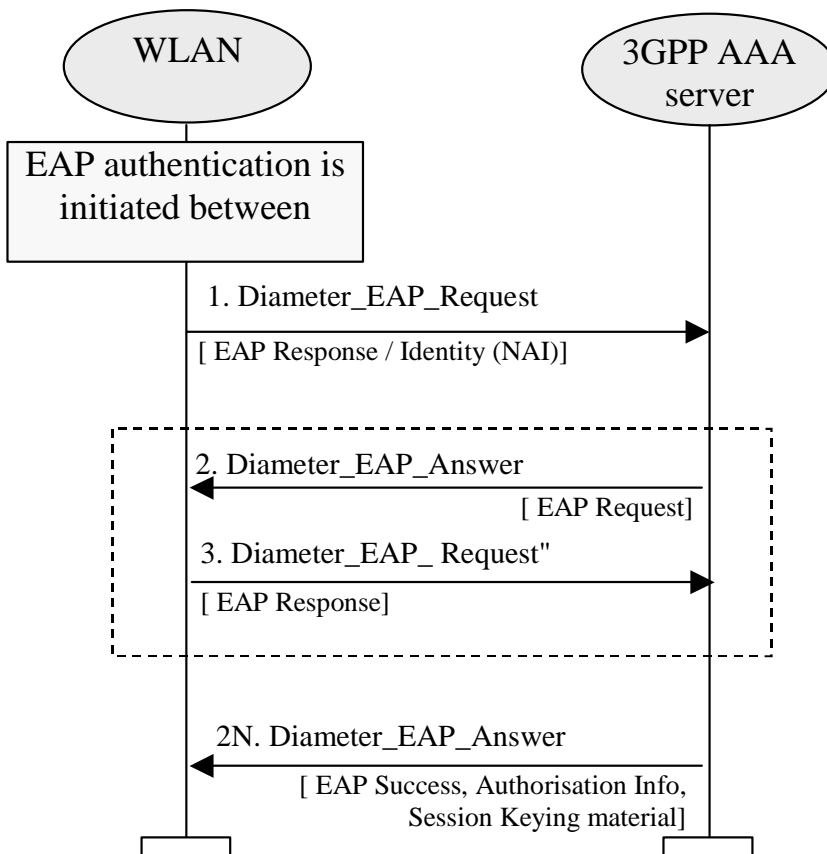 WLAN
3GPP AAA
server
EAP authentication is
initiated between
1. Diameter_EAP_Request
[ EAP Response / Identity (NAI)]
2. Diameter_EAP_Answer
[ EAP Request]
3. Diameter_EAP_ Request"
[ EAP Response]
2N. Diameter_EAP_Answer
[ EAP Success, Authorisation Info,
Session Keying material]